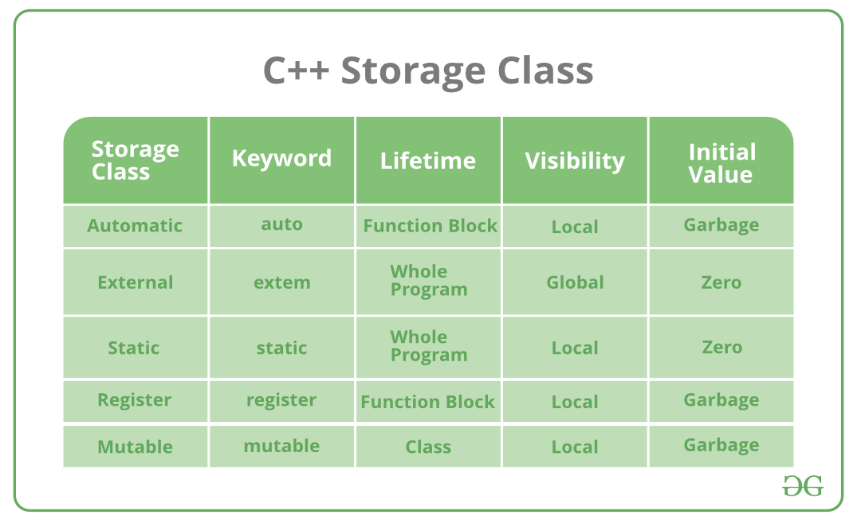 C++ Storage Class
Storage
Class
Keyword
Lifetime
Visibility
Initial
Value
Automatic
auto
Function Block
Local
Garbage
External
extem
Whole
Program
Global
Zero
Static
static
Whole
Program
Local
Zero
Register
register
Function Block
Local
Garbage
Mutable
mutable
Class
Local
Garbage